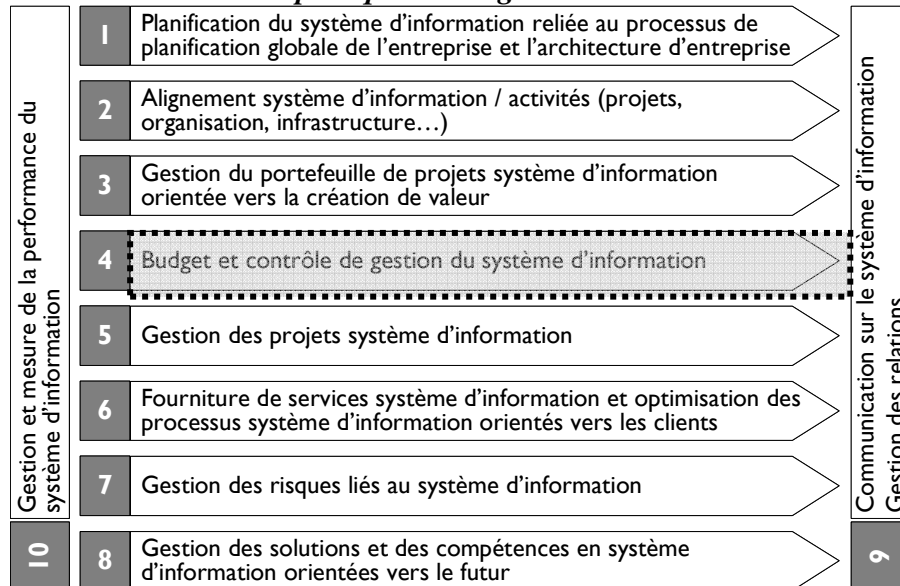 1
Planification du système d'information reliée au processus de
planification globale de l'entreprise et l'architecture d'entreprise
2
Alignement système d'information / activités (projets,
organisation, infrastructure…)
3
Gestion du portefeuille de projets système d'information
orientée vers la création de valeur
4
Budget et contrôle de gestion du système d'information
5
Gestion des projets système d'information
6
Fourniture de services système d'information et optimisation des
processus système d'information orientés vers les clients
7
Gestion des risques liés au système d'information
8
Gestion des solutions et des compétences en système
d'information orientées vers le futur
Gestion et mesure de la performance du
système d'information
10
Communication sur le système d'information
Gestion des relations
9